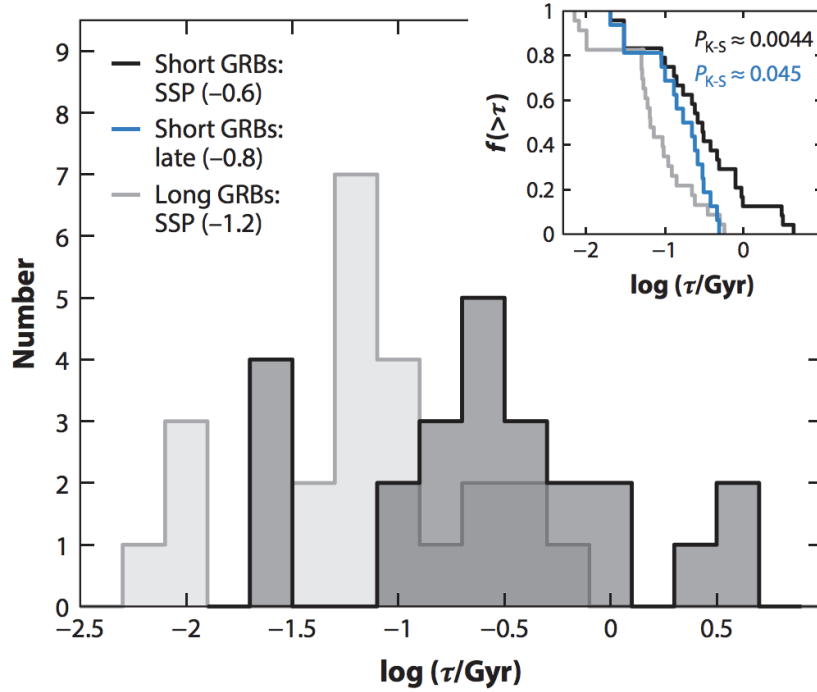 9
8
7
6
5
4
3
2
1
0
Number
Short GRBs:
SSP (–0.6)
Short GRBs:
late (–0.8)
Long GRBs:
SSP (–1.2)
–2.5 –2 –1.5 –1 –0.5 0 0.5
log (τ/Gyr)
1
0.8
0.6
0.4
0.2
0
f(>τ)
P_K-S ≈ 0.0044
P_K-S ≈ 0.045
–2 –1 0
log (τ/Gyr)